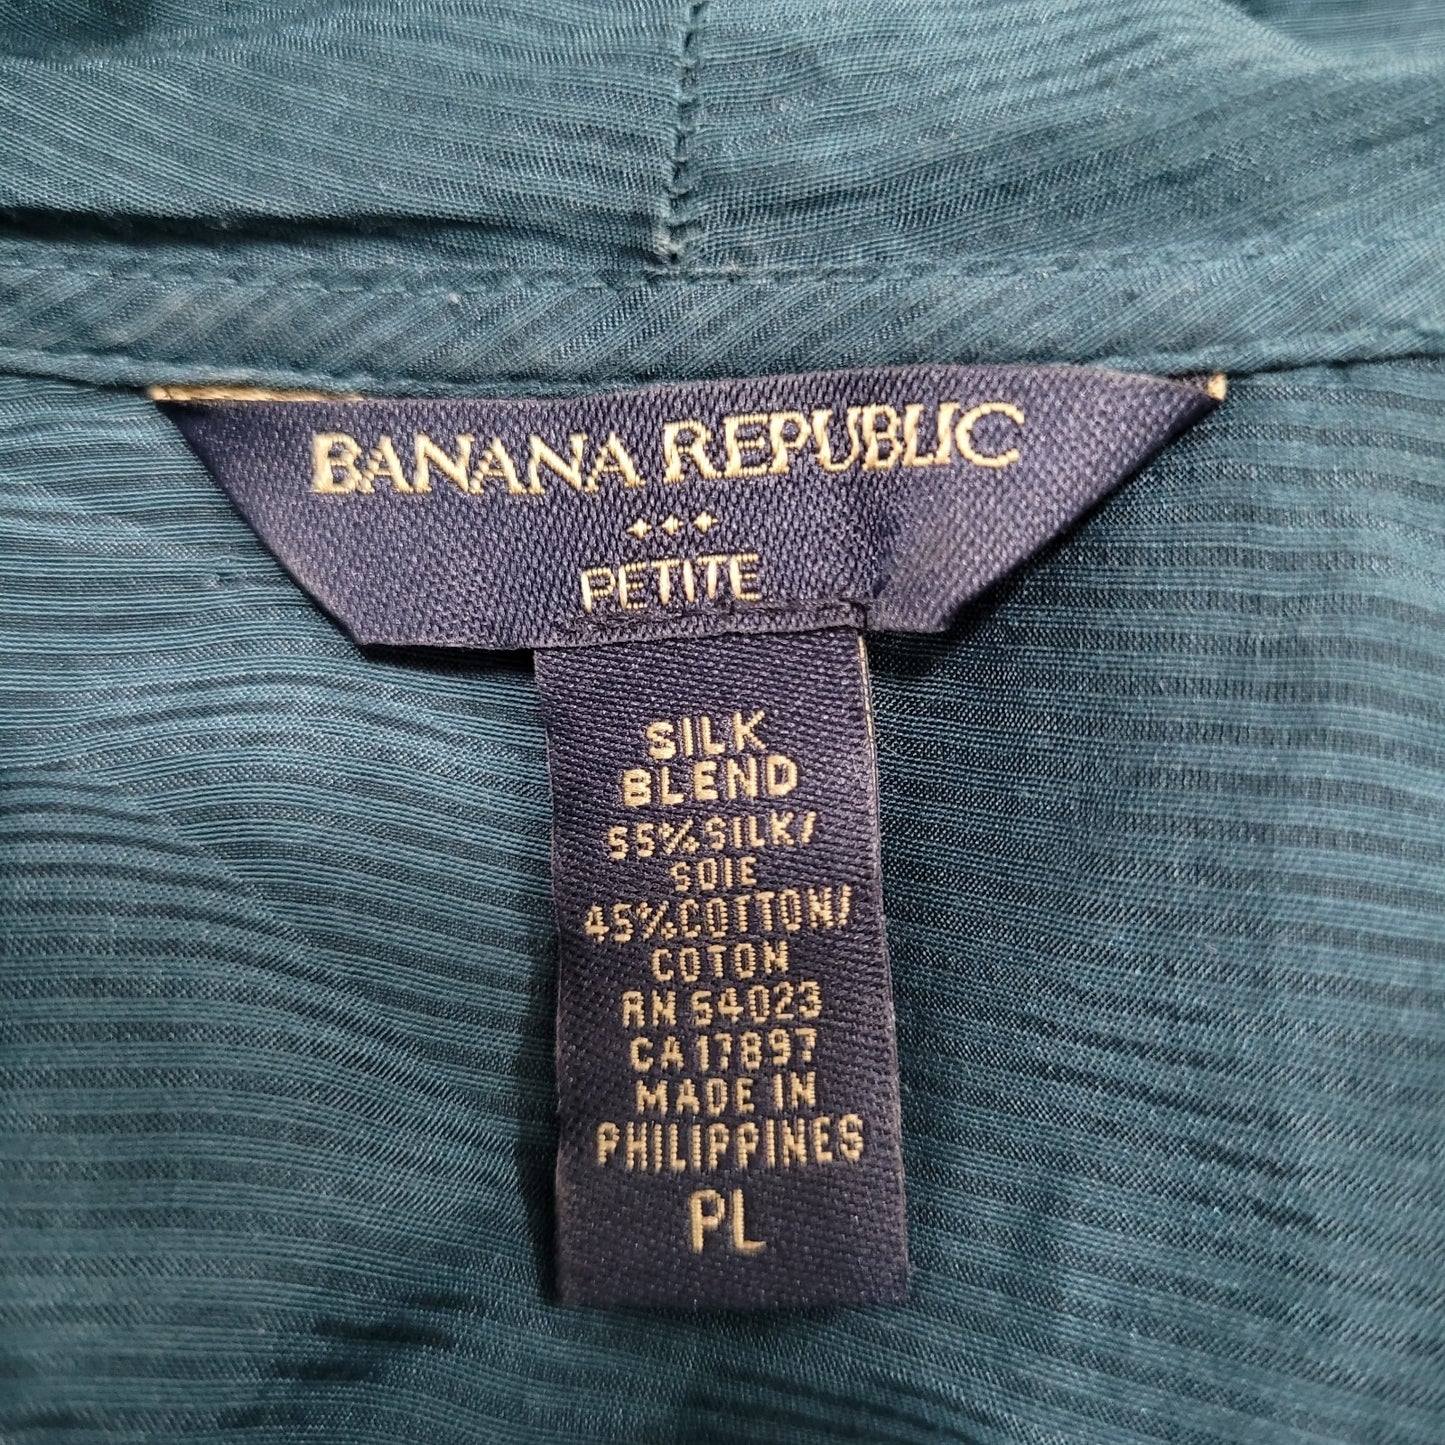 BANANA REPUBLIC
PETITE
SILK
BLEND
55%SILK/
SOIE
45%COTTON/
COTON
RN 54023
CA 17897
MADE IN
PHILIPPINES
PL